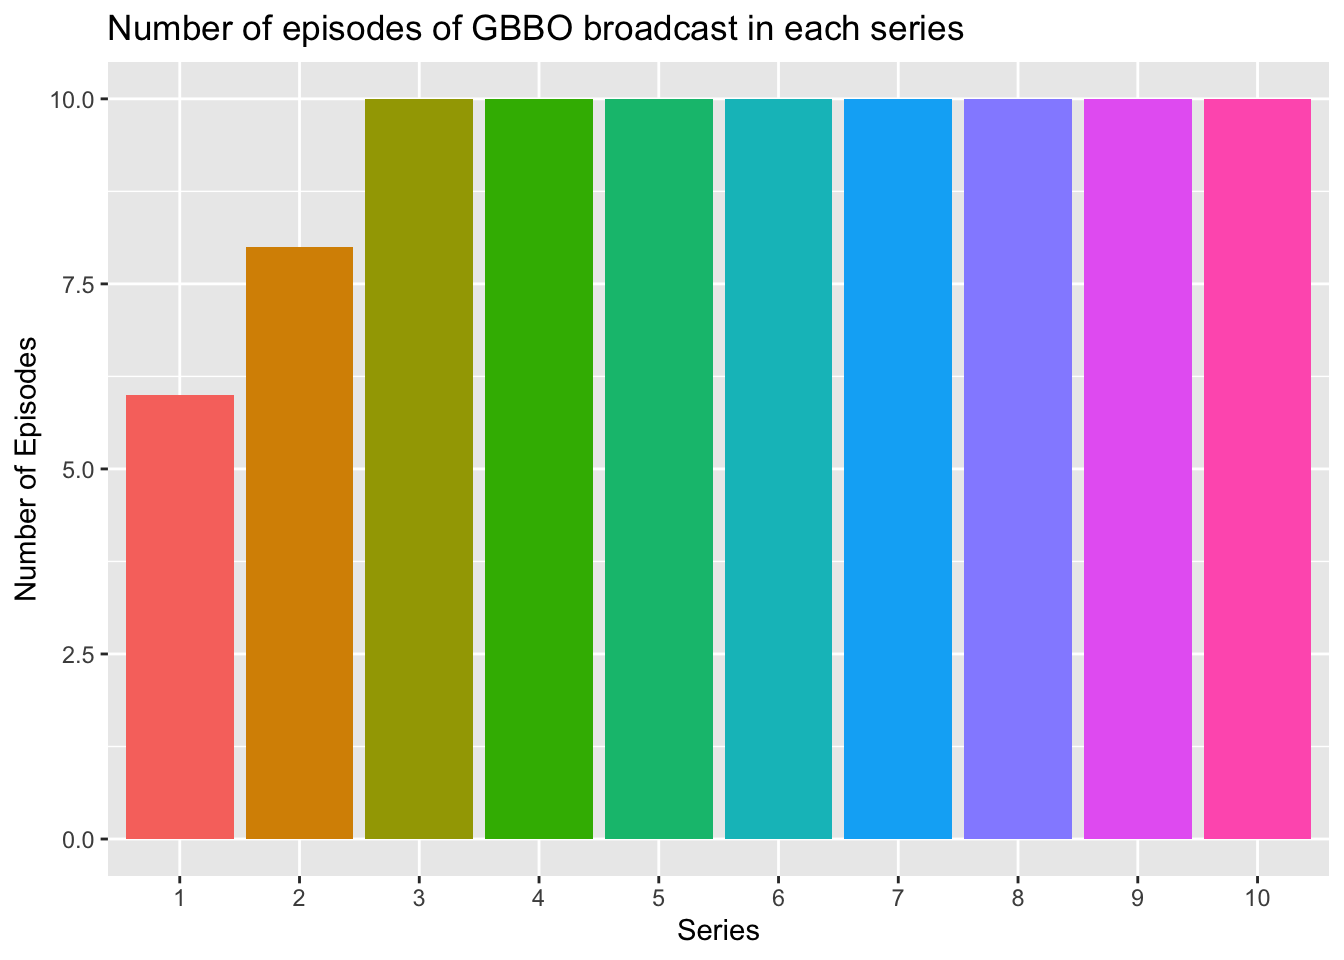 Number of episodes of GBBO broadcast in each series
Number of Episodes
10.0
7.5
5.0
2.5
0.0
1 2 3 4 5 6 7 8 9 10
Series